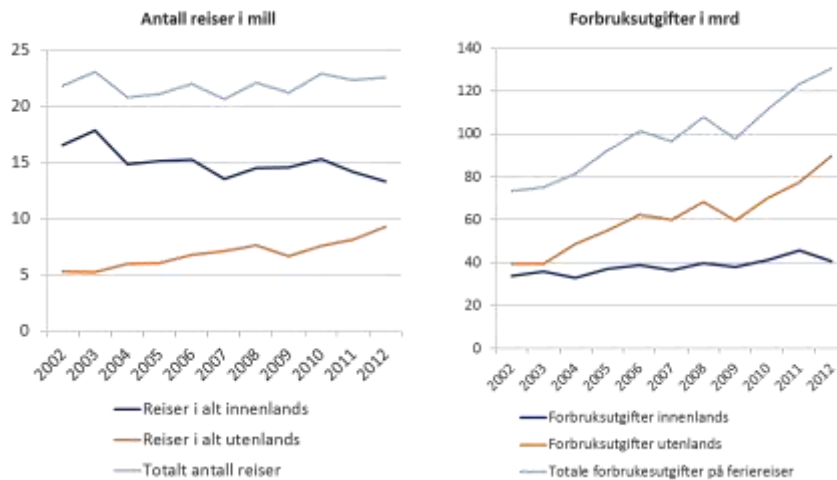 Antall reiser i mill
25
20
15
10
5
0
2002 2003 2004 2005 2006 2007 2008 2009 2010 2011 2012
Reiser i alt innenlands
Reiser i alt utenlands
Totalt antall reiser
Forbruksutgifter i mrd
140
120
100
80
60
40
20
0
2002 2003 2004 2005 2006 2007 2008 2009 2010 2011 2012
Forbruksutgifter innenlands
Forbruksutgifter utenlands
Totale forbrukesutgifter på feriereiser